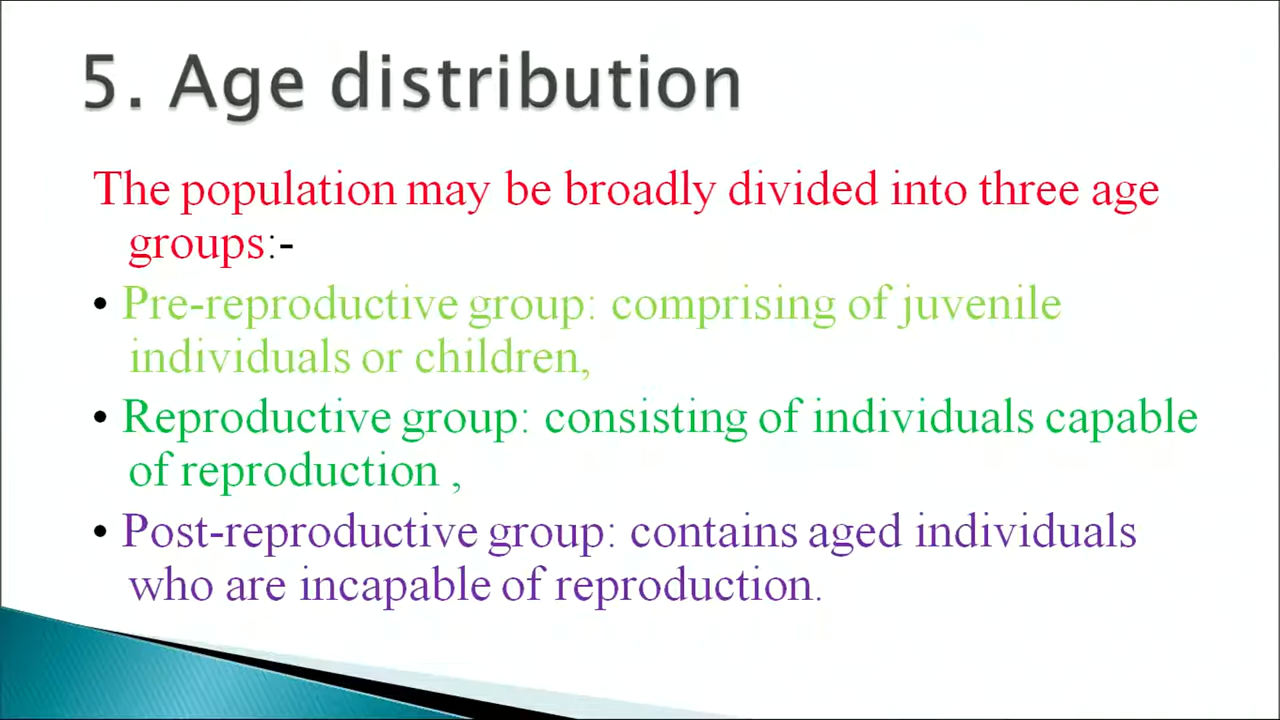 5. Age distribution
The population may be broadly divided into three age
groups:-
• Pre-reproductive group: comprising of juvenile
individuals or children,
• Reproductive group: consisting of individuals capable
of reproduction ,
• Post-reproductive group: contains aged individuals
who are incapable of reproduction.